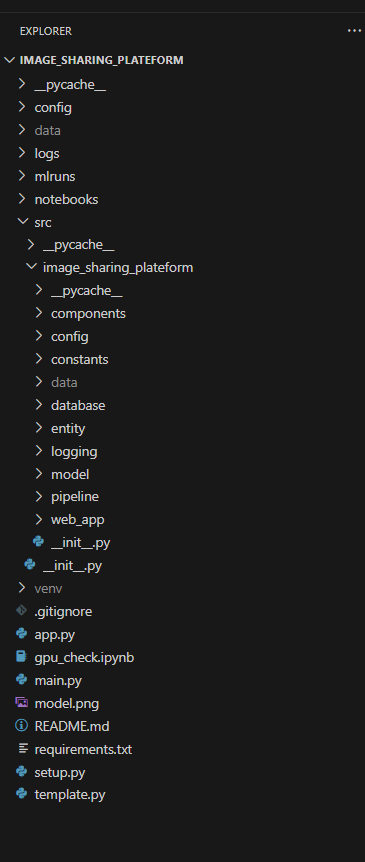 EXPLORER
IMAGE_SHARING_PLATEFORM
__pycache__
config
data
logs
mlruns
notebooks
src
__pycache__
image_sharing_plateform
__pycache__
components
config
constants
data
database
entity
logging
model
pipeline
web_app
__init__.py
__init__.py
venv
.gitignore
app.py
gpu_check.ipynb
main.py
model.png
README.md
requirements.txt
setup.py
template.py